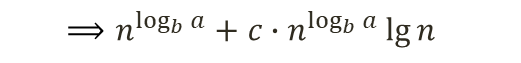 ⟹ n^{log_b a} + c · n^{log_b a} lg n